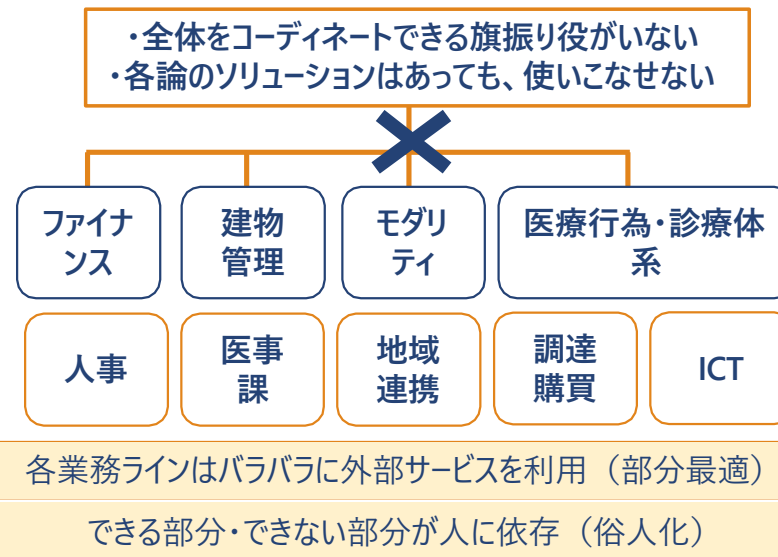 ・全体をコーディネートできる旗振り役がいない
・各論のソリューションはあっても、使いこなせない
ファイナ
ンス
建物
管理
モダリ
ティ
医療行為・診療体
系
人事
医事
課
地域
連携
調達
購買
ICT
各業務ラインはバラバラに外部サービスを利用（部分最適）
できる部分・できない部分が人に依存（俗人化）